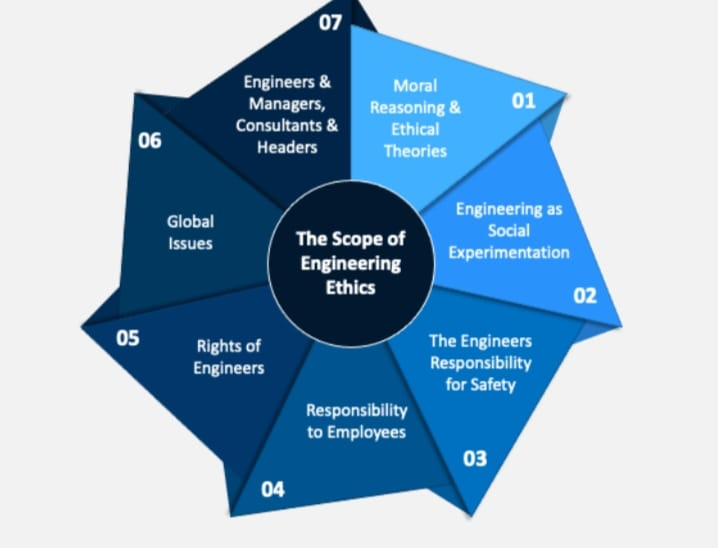 The Scope of
Engineering
Ethics
01
Moral
Reasoning &
Ethical
Theories
02
Engineering as
Social
Experimentation
03
The Engineers
Responsibility
for Safety
04
Responsibility
to Employees
05
Rights of
Engineers
06
Global
Issues
07
Engineers &
Managers,
Consultants &
Headers